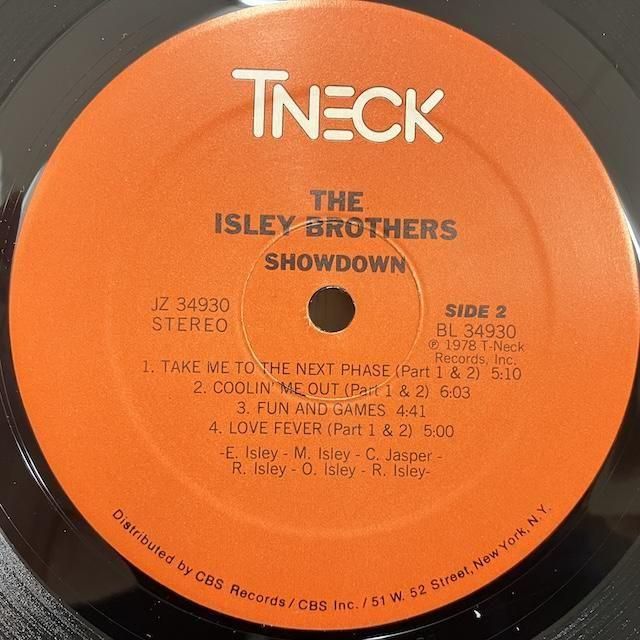 TNECK
THE
ISLEY BROTHERS
SHOWDOWN
JZ 34930
STEREO
SIDE 2
BL 34930
℗ 1978 T-Neck
Records, Inc.
1. TAKE ME TO THE NEXT PHASE (Part 1 & 2) 5:10
2. COOLIN' ME OUT (Part 1 & 2) 6:03
3. FUN AND GAMES 4:41
4. LOVE FEVER (Part 1 & 2) 5:00
-E. Isley - M. Isley - C. Jasper -
R. Isley - O. Isley - R. Isley-
Distributed by CBS Records/CBS Inc./51 W. 52 Street, New York, N.Y.